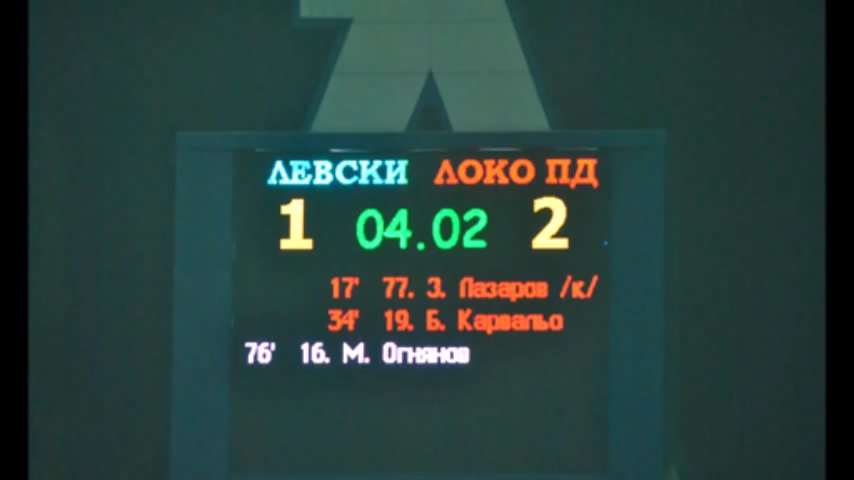 ЛЕВСКИ ЛОКО ПД
1 04.02 2
17' 77. З. Лазаров /к/
34' 19. Б. Карвальо
76' 16. М. Огнянов